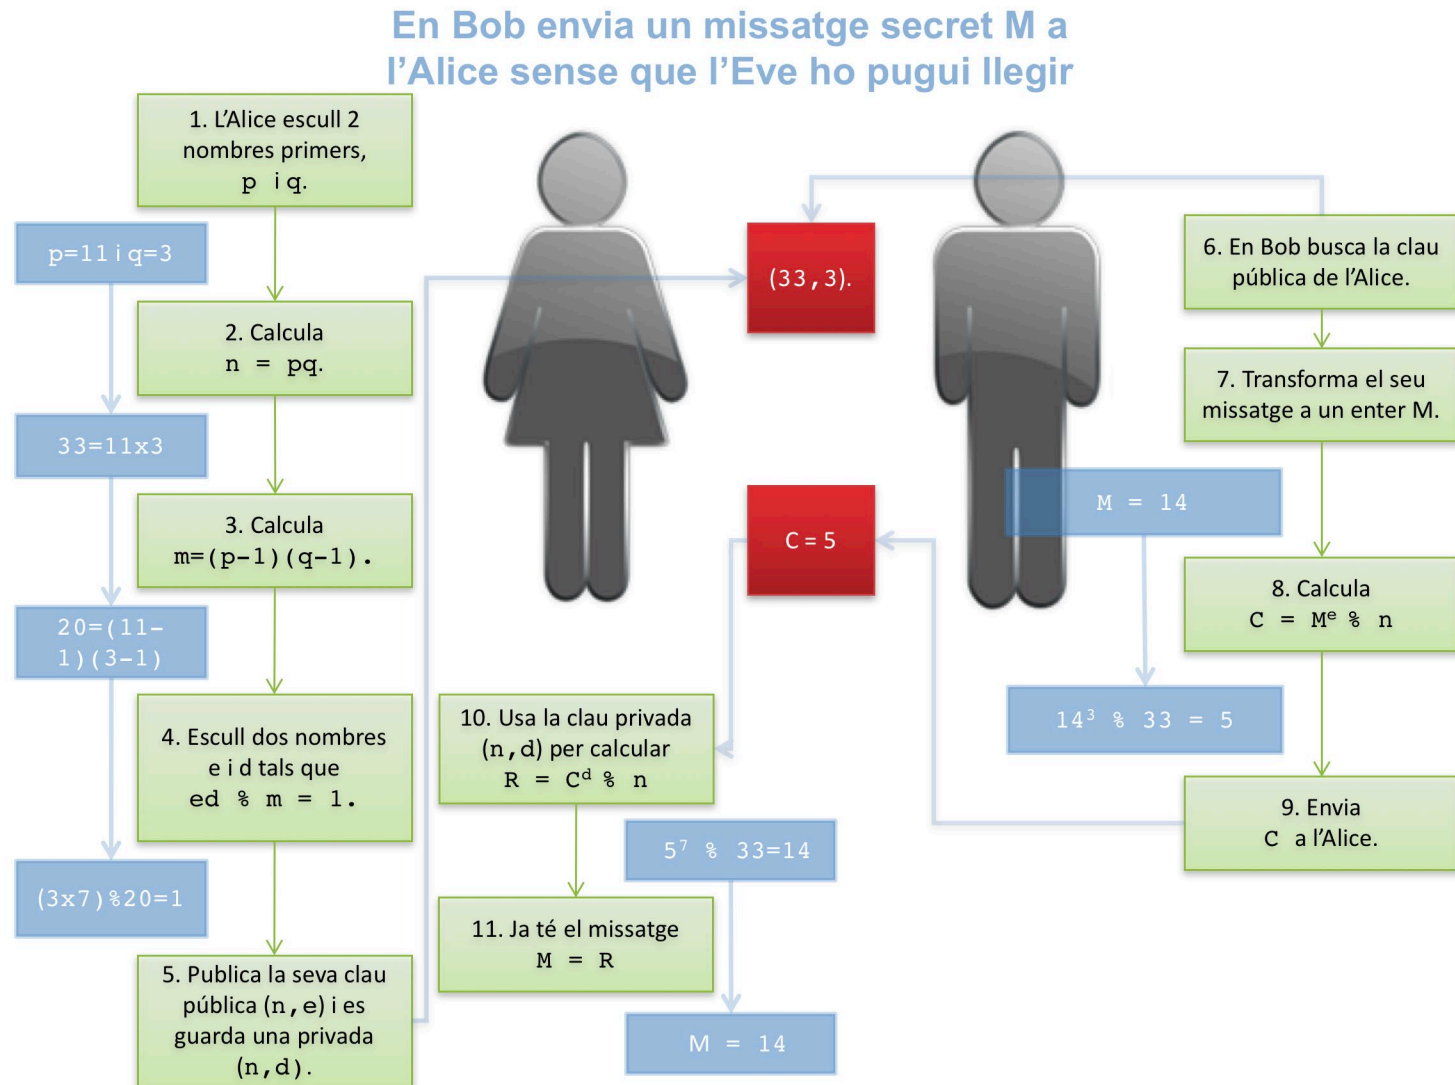 En Bob envia un missatge secret M a
l’Alice sense que l’Eve ho pugui llegir
1. L’Alice escull 2
nombres primers,
p i q.
p=11 i q=3
2. Calcula
n = pq.
33=11x3
3. Calcula
m=(p-1)(q-1).
20=(11-
1)(3-1)
4. Escull dos nombres
e i d tals que
ed % m = 1.
(3x7)%20=1
5. Publica la seva clau
pública (n,e) i es
guarda una privada
(n,d).
(33,3).
6. En Bob busca la clau
pública de l’Alice.
7. Transforma el seu
missatge a un enter M.
M = 14
8. Calcula
C = Mᵉ % n
14³ % 33 = 5
9. Envia
C a l’Alice.
C = 5
10. Usa la clau privada
(n,d) per calcular
R = Cᵈ % n
5⁷ % 33=14
11. Ja té el missatge
M = R
M = 14